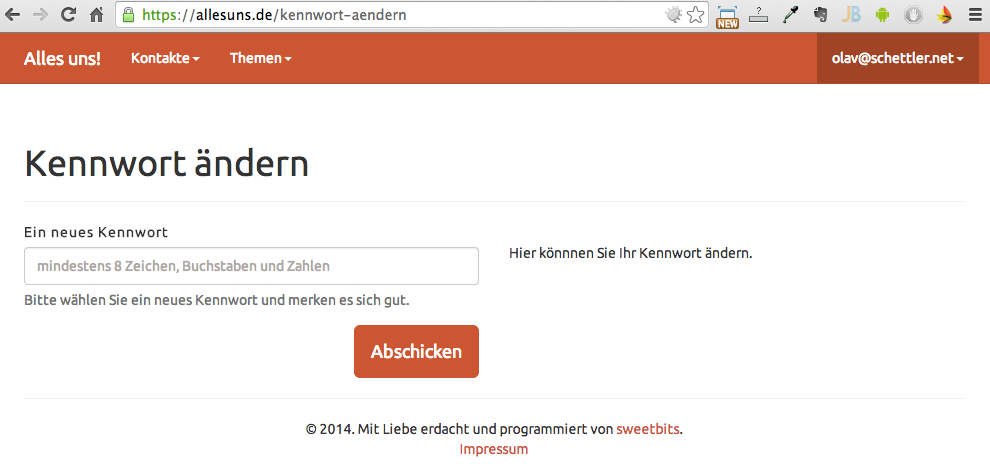 https://allesuns.de/kennwort-aendern
NEW
?
JB
Alles uns! Kontakte Themen olav@schettler.net
Kennwort ändern
Ein neues Kennwort
mindestens 8 Zeichen, Buchstaben und Zahlen
Hier könnnen Sie Ihr Kennwort ändern.
Bitte wählen Sie ein neues Kennwort und merken es sich gut.
Abschicken
© 2014. Mit Liebe erdacht und programmiert von sweetbits.
Impressum